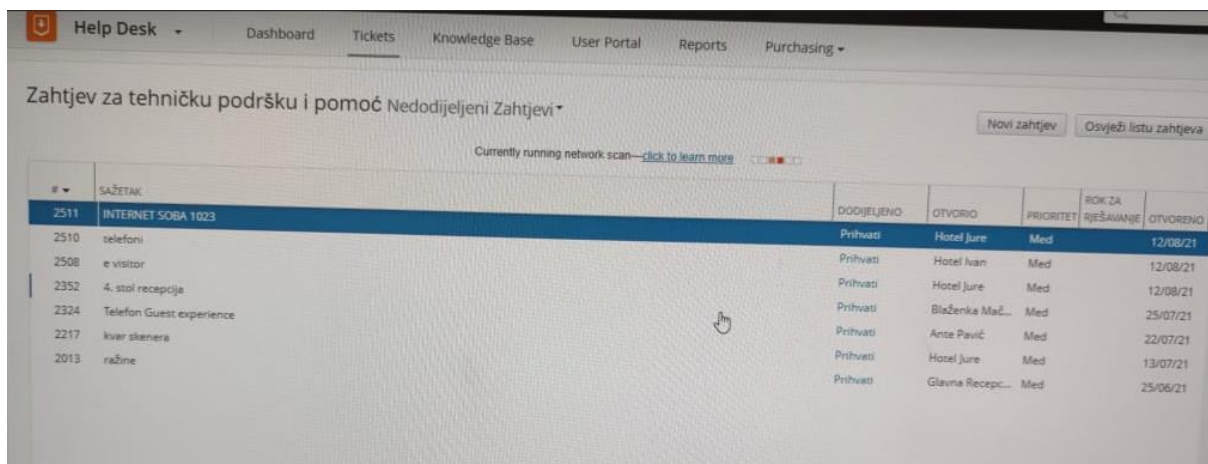 Help Desk
Dashboard Tickets Knowledge Base User Portal Reports Purchasing
Zahtjev za tehničku podršku i pomoć Nedodijeljeni Zahtjevi
Novi zahtjev Osvježi listu zahtjeva
Currently running network scan—click to learn more
# SAŽETAK DODIJELJENO OTVORIO PRIORITET ROK ZA RJEŠAVANJE OTVORENO
2511 INTERNET SOBA 1023 Prihvati Hotel Jure Med 12/08/21
2510 telefoni Prihvati Hotel Ivan Med 12/08/21
2508 e visitor Prihvati Hotel Jure Med 12/08/21
2352 4. stol recepcija Prihvati Blaženka Mač... Med 25/07/21
2324 Telefon Guest experience Prihvati Ante Pavić Med 22/07/21
2217 kvar skenera Prihvati Hotel Jure Med 13/07/21
2013 ražine Prihvati Glavna Recepc... Med 25/06/21